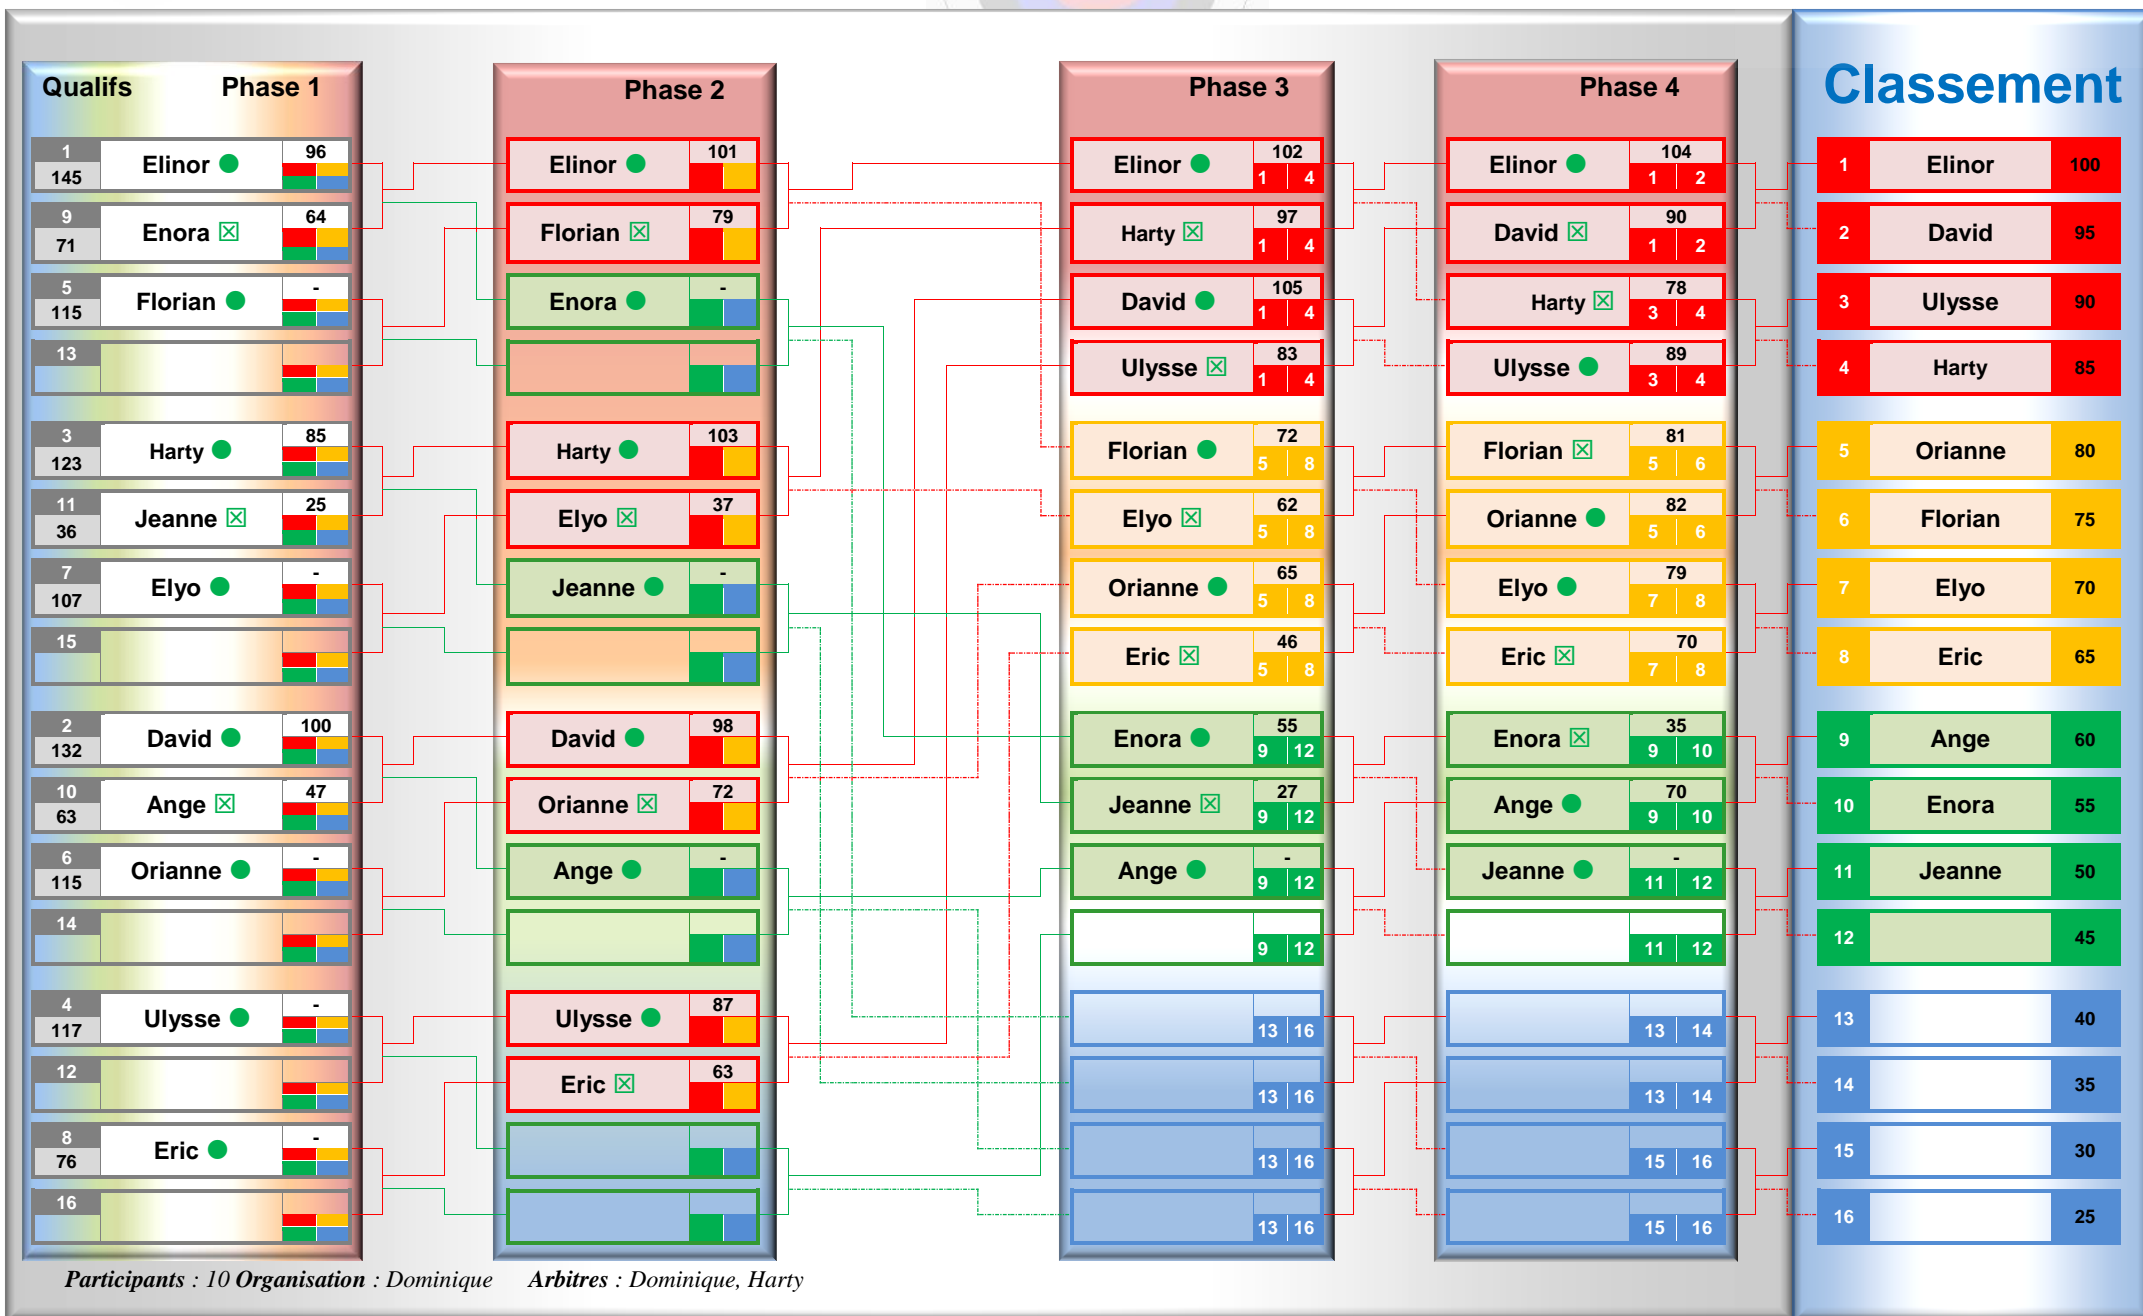 Qualifs Phase 1
Phase 2
Phase 3
Phase 4
Classement
1
145
Elinor
96
9
71
Enora
64
5
115
Florian
-
13
3
123
Harty
85
11
36
Jeanne
25
7
107
Elyo
-
15
2
132
David
100
10
63
Ange
47
6
115
Orianne
-
14
4
117
Ulysse
-
12
8
76
Eric
-
16
Elinor
101
Florian
79
Enora
-
Harty
103
Elyo
37
Jeanne
-
David
98
Orianne
72
Ange
-
Ulysse
87
Eric
63
Elinor
102
1 4
Harty
97
1 4
David
105
1 4
Ulysse
83
1 4
Florian
72
5 8
Elyo
62
5 8
Orianne
65
5 8
Eric
46
5 8
Enora
55
9 12
Jeanne
27
9 12
Ange
-
9 12
9 12
13 16
13 16
13 16
13 16
Elinor
104
1 2
David
90
1 2
Harty
78
3 4
Ulysse
89
3 4
Florian
81
5 6
Orianne
82
5 6
Elyo
79
7 8
Eric
70
7 8
Enora
35
9 10
Ange
70
9 10
Jeanne
-
11 12
11 12
13 14
13 14
15 16
15 16
1 Elinor 100
2 David 95
3 Ulysse 90
4 Harty 85
5 Orianne 80
6 Florian 75
7 Elyo 70
8 Eric 65
9 Ange 60
10 Enora 55
11 Jeanne 50
12 45
13 40
14 35
15 30
16 25
Participants : 10 Organisation : Dominique Arbitres : Dominique, Harty